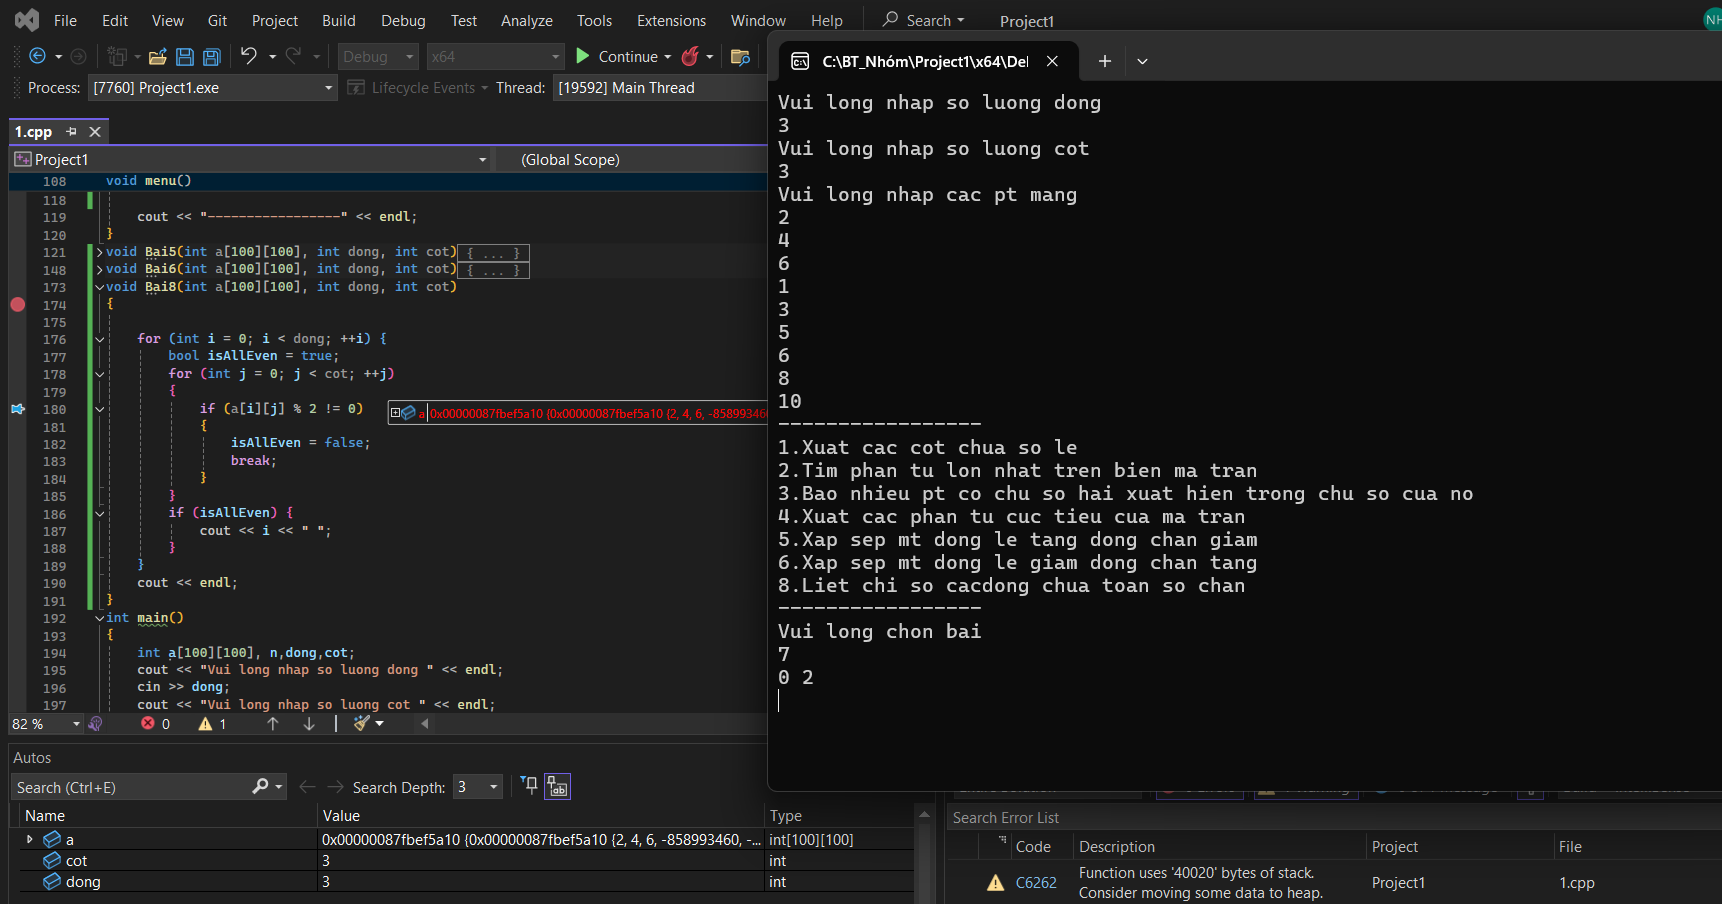 File Edit View Git Project Build Debug Test Analyze Tools Extensions Window Help Search Project1 NH
Debug x64 Continue
Process: [7760] Project1.exe Lifecycle Events Thread: [19592] Main Thread
1.cpp
Project1 (Global Scope)
108 void menu()
118
119 cout << "-----------------" << endl;
120 }
121 void Bai5(int a[100][100], int dong, int cot){ ... }
148 void Bai6(int a[100][100], int dong, int cot){ ... }
173 void Bai8(int a[100][100], int dong, int cot)
174 {
175
176 for (int i = 0; i < dong; ++i) {
177 bool isAllEven = true;
178 for (int j = 0; j < cot; ++j)
179 {
180 if (a[i][j] % 2 != 0) a 0x00000087fbef5a10 {0x00000087fbef5a10 {2, 4, 6, -858993460
181 {
182 isAllEven = false;
183 break;
184 }
185 }
186 if (isAllEven) {
187 cout << i << " ";
188 }
189 }
190 cout << endl;
191 }
192 int main()
193 {
194 int a[100][100], n,dong,cot;
195 cout << "Vui long nhap so luong dong " << endl;
196 cin >> dong;
197 cout << "Vui long nhap so luong cot " << endl;
82 % 0 1
Autos
Search (Ctrl+E) Search Depth: 3
Name Value Type
a 0x00000087fbef5a10 {0x00000087fbef5a10 {2, 4, 6, -858993460, -... int[100][100]
cot 3 int
dong 3 int
C:\BT_Nhóm\Project1\x64\De
Vui long nhap so luong dong
3
Vui long nhap so luong cot
3
Vui long nhap cac pt mang
2
4
6
1
3
5
6
8
10
-----------------
1.Xuat cac cot chua so le
2.Tim phan tu lon nhat tren bien ma tran
3.Bao nhieu pt co chu so hai xuat hien trong chu so cua no
4.Xuat cac phan tu cuc tieu cua ma tran
5.Xap sep mt dong le tang dong chan giam
6.Xap sep mt dong le giam dong chan tang
8.Liet chi so cacdong chua toan so chan
-----------------
Vui long chon bai
7
0 2
Search Error List
Code Description Project File
C6262 Function uses '40020' bytes of stack. Project1 1.cpp
Consider moving some data to heap.